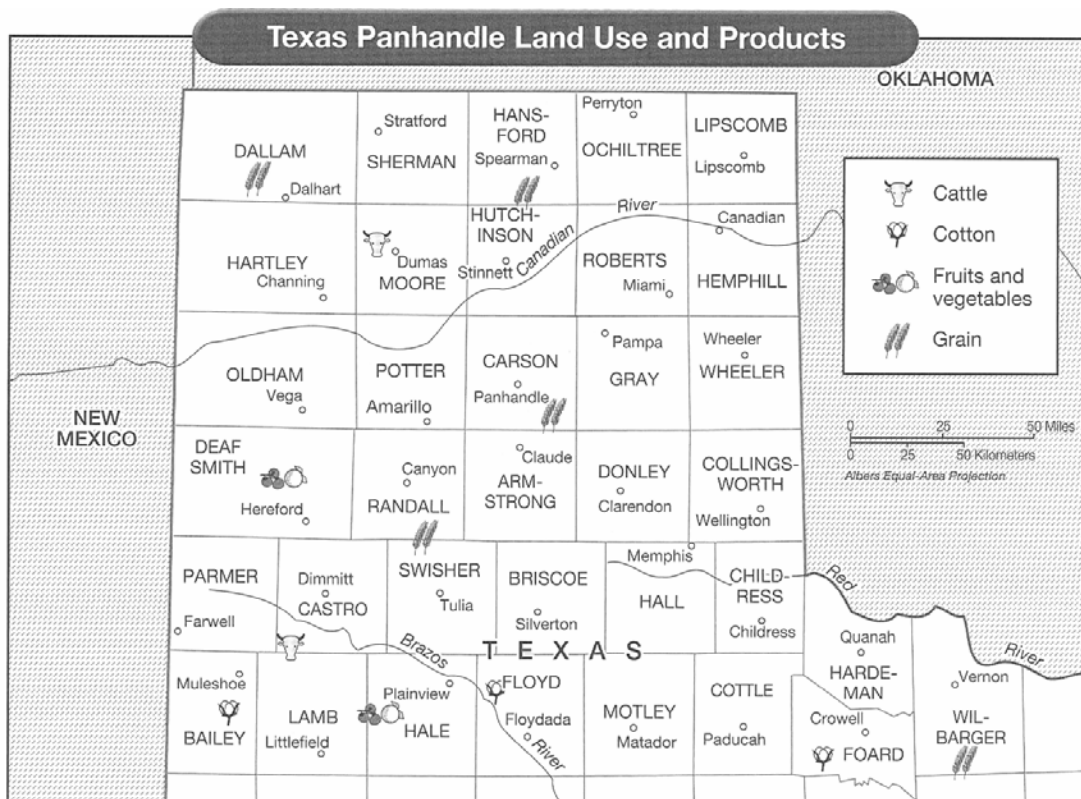 Texas Panhandle Land Use and Products
OKLAHOMA
Perryton
Stratford
HANS-
FORD
LIPSCOMB
DALLAM
SHERMAN
Spearman
OCHILTREE
Lipscomb
Dalhart
Cattle
Cotton
Fruits and
vegetables
Grain
HUTCH-
INSON
River
Canadian
Canadian
Dumas
HARTLEY
Channing
MOORE
Stinnett
ROBERTS
Miami
HEMPHILL
Pampa
Wheeler
OLDHAM
Vega
POTTER
Amarillo
CARSON
Panhandle
GRAY
WHEELER
NEW
MEXICO
0 25 50 Miles
0 25 50 Kilometers
Albers Equal-Area Projection
DEAF
SMITH
Hereford
Canyon
RANDALL
Claude
ARM-
STRONG
DONLEY
Clarendon
COLLINGS-
WORTH
Wellington
PARMER
Farwell
Dimmitt
CASTRO
SWISHER
Tulia
BRISCOE
Silverton
Memphis
HALL
CHILD-
RESS
Childress
Red
River
Brazos
River
TEXAS
Quanah
HARDE-
MAN
Vernon
Muleshoe
BAILEY
LAMB
Littlefield
Plainview
HALE
FLOYD
Floydada
MOTLEY
Matador
COTTLE
Paducah
Crowell
FOARD
WIL-
BARGER